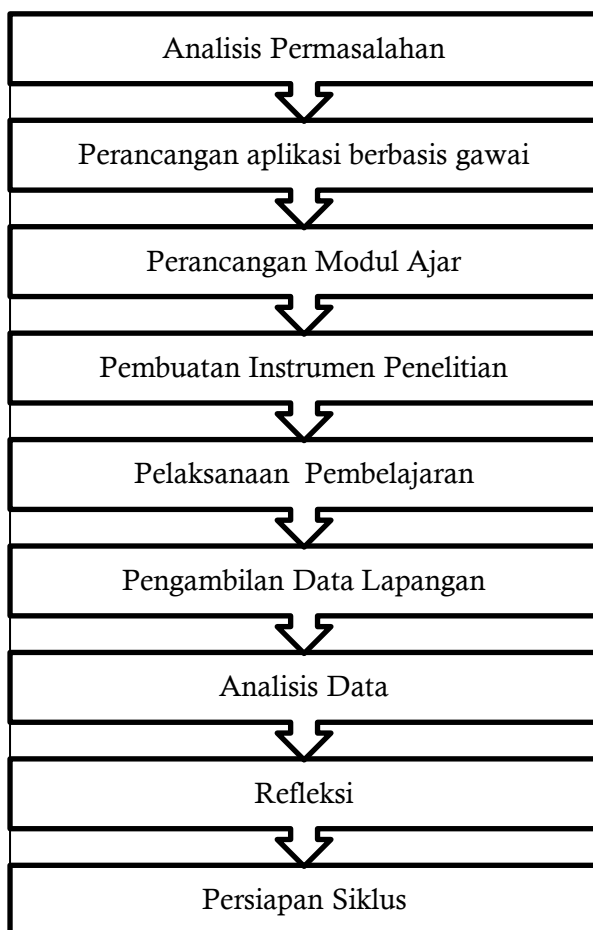 Analisis Permasalahan
Perancangan aplikasi berbasis gawai
Perancangan Modul Ajar
Pembuatan Instrumen Penelitian
Pelaksanaan Pembelajaran
Pengambilan Data Lapangan
Analisis Data
Refleksi
Persiapan Siklus